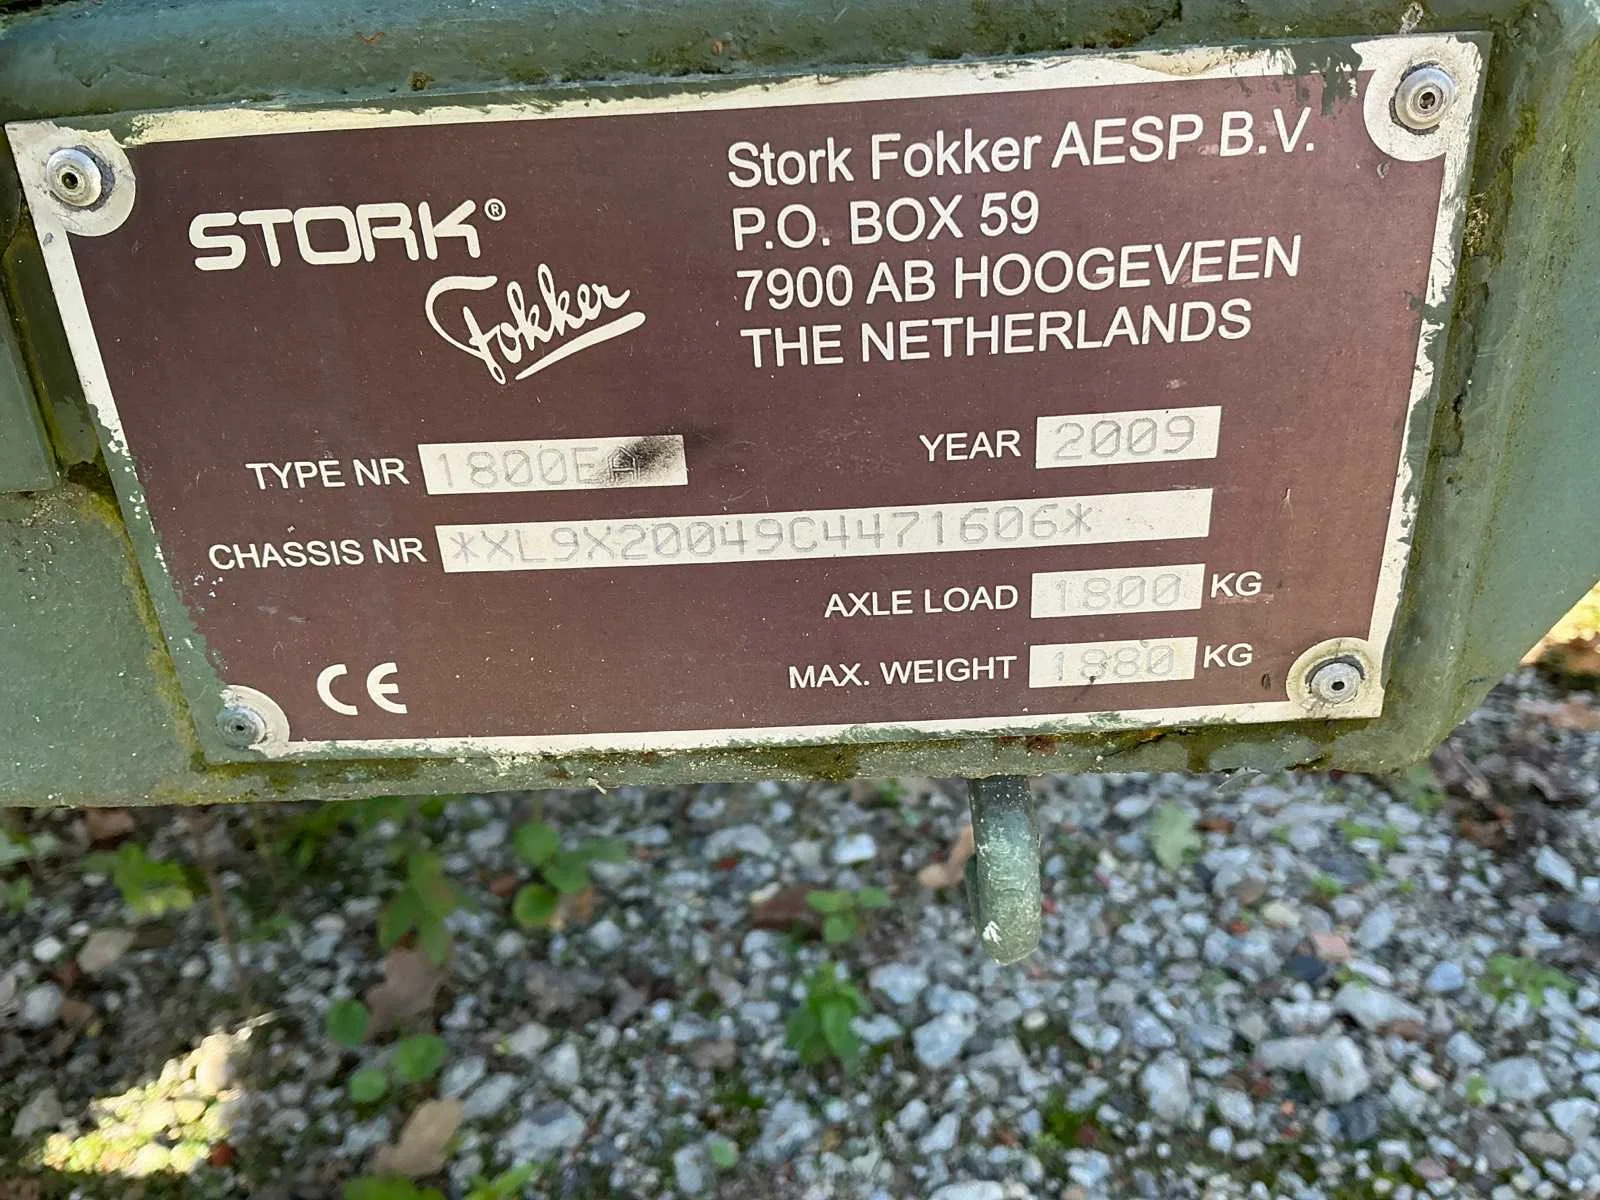 STORK®
Fokker
Stork Fokker AESP B.V.
P.O. BOX 59
7900 AB HOOGEVEEN
THE NETHERLANDS
TYPE NR 1800EA
YEAR 2009
CHASSIS NR *XL9X20049C4471606*
AXLE LOAD 1800 KG
MAX. WEIGHT 1880 KG
CE